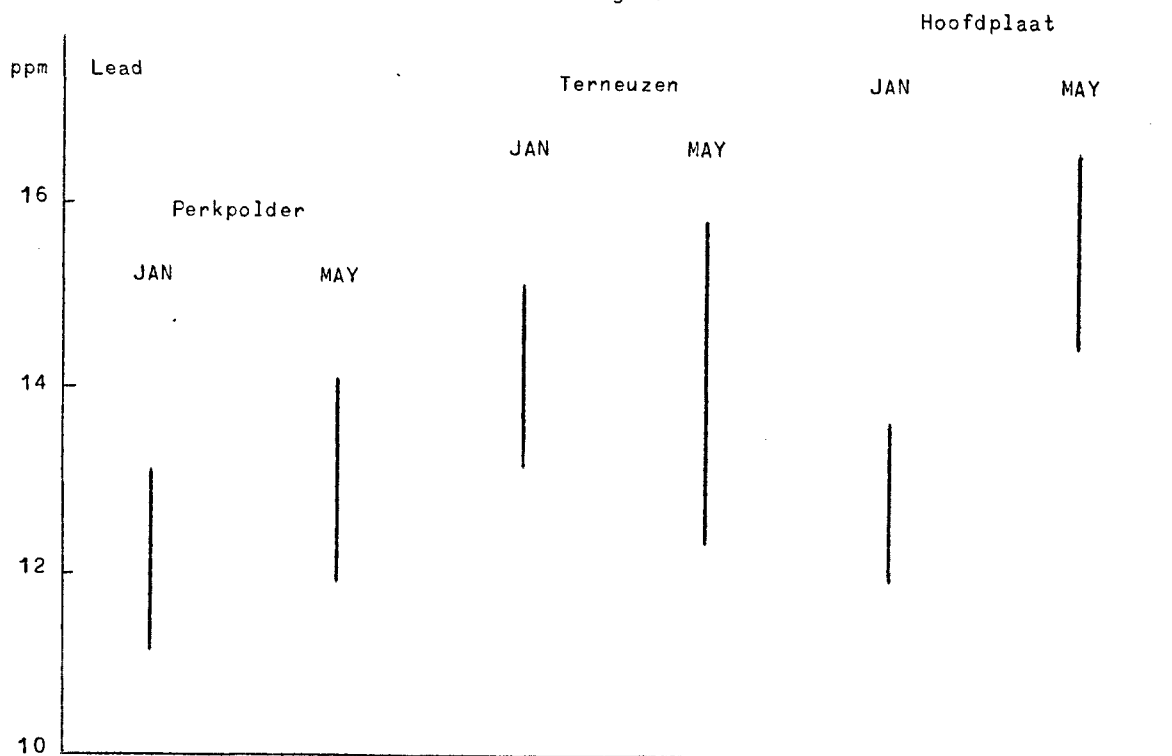 Hoofdplaat
ppm Lead
Terneuzen JAN MAY
JAN MAY
16
Perkpolder
JAN MAY
14
12
10